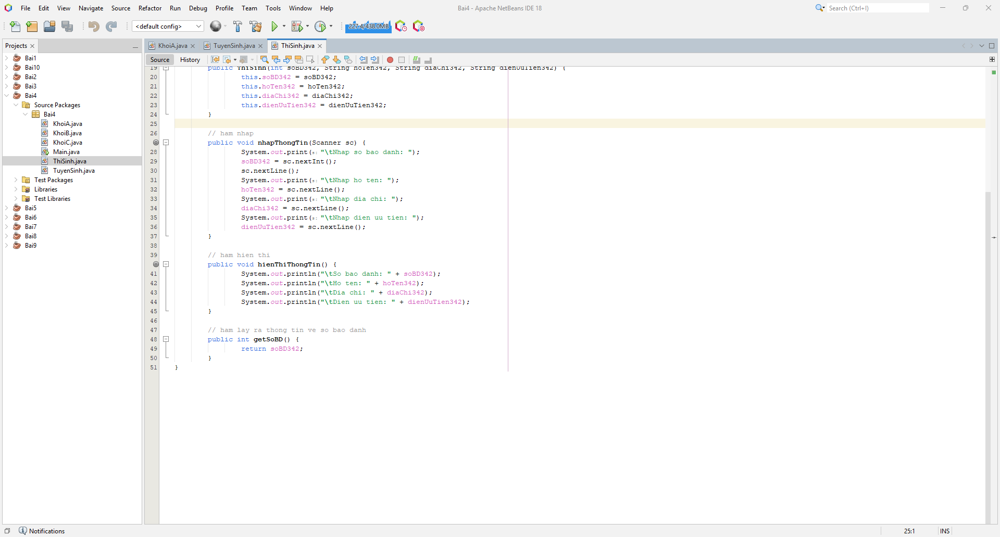 File Edit View Navigate Source Refactor Run Debug Profile Team Tools Window Help
Bai4 - Apache NetBeans IDE 18
Search (Ctrl+I)
<default config>
227.4/438.0MB
Projects
KhoiA.java
TuyenSinh.java
ThiSinh.java
Source History
Bai1
Bai10
Bai2
Bai3
Bai4
Source Packages
Bai4
KhoiA.java
KhoiB.java
KhoiC.java
Main.java
ThiSinh.java
TuyenSinh.java
Test Packages
Libraries
Test Libraries
Bai5
Bai6
Bai7
Bai8
Bai9
19 public ThiSinh(int soBD342, String hoTen342, String diaChi342, String dienUuTien342) {
20 this.soBD342 = soBD342;
21 this.hoTen342 = hoTen342;
22 this.diaChi342 = diaChi342;
23 this.dienUuTien342 = dienUuTien342;
24 }
25
26 // ham nhap
public void nhapThongTin(Scanner sc) {
28 System.out.print(s: "\tNhap so bao danh: ");
29 soBD342 = sc.nextInt();
30 sc.nextLine();
31 System.out.print(s: "\tNhap ho ten: ");
32 hoTen342 = sc.nextLine();
33 System.out.print(s: "\tNhap dia chi: ");
34 diaChi342 = sc.nextLine();
35 System.out.print(s: "\tNhap dien uu tien: ");
36 dienUuTien342 = sc.nextLine();
37 }
38
39 // ham hien thi
public void hienThiThongTin() {
41 System.out.println("\tSo bao danh: " + soBD342);
42 System.out.println("\tHo ten: " + hoTen342);
43 System.out.println("\tDia chi: " + diaChi342);
44 System.out.println("\tDien uu tien: " + dienUuTien342);
45 }
46
47 // ham lay ra thong tin ve so bao danh
48 public int getSoBD() {
49 return soBD342;
50 }
51 }
Notifications
25:1 INS